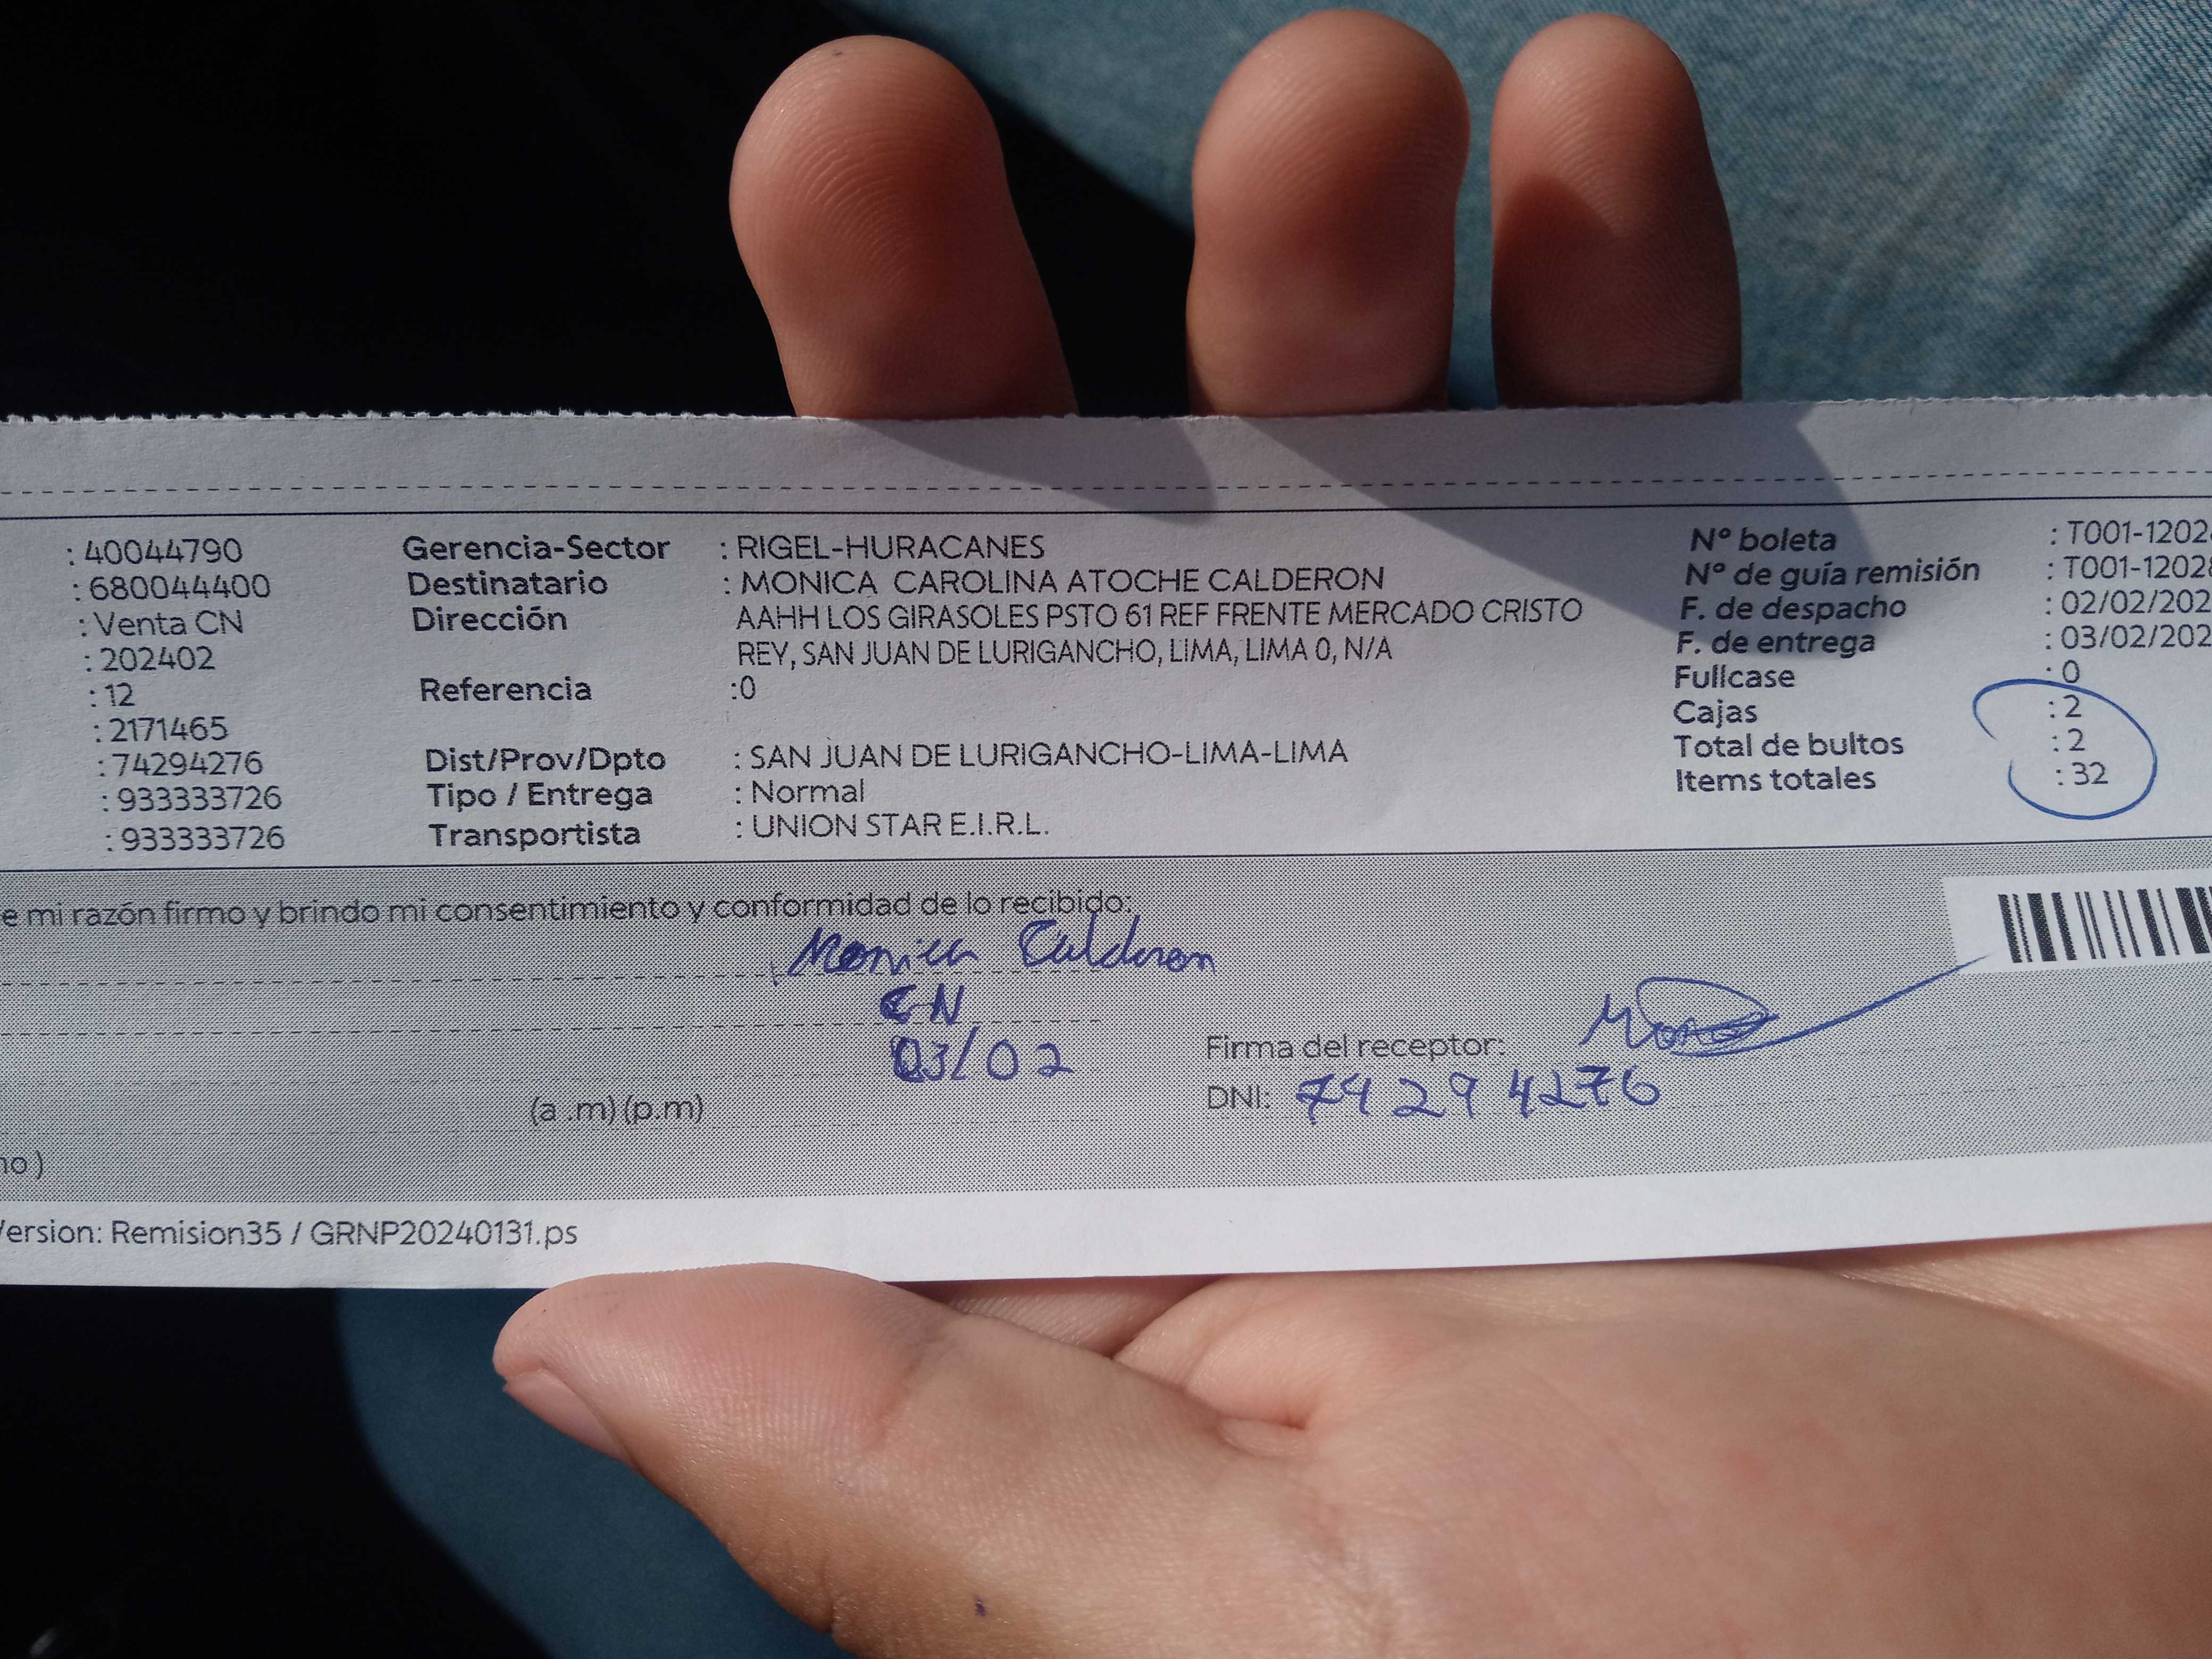 : 40044790 Gerencia-Sector : RIGEL-HURACANES Nº boleta : T001-1202
: 680044400 Destinatario : MONICA CAROLINA ATOCHE CALDERON Nº de guía remisión : T001-1202
: Venta CN Dirección AAHH LOS GIRASOLES PSTO 61 REF FRENTE MERCADO CRISTO F. de despacho : 02/02/202
: 202402 REY, SAN JUAN DE LURIGANCHO, LIMA, LIMA 0, N/A F. de entrega : 03/02/202
: 12 Referencia :0 Fullcase : 0
: 2171465 Cajas : 2
: 74294276 Dist/Prov/Dpto : SAN JUAN DE LURIGANCHO-LIMA-LIMA Total de bultos : 2
: 933333726 Tipo / Entrega : Normal Items totales : 32
: 933333726 Transportista : UNION STAR E.I.R.L.
e mi razón firmo y brindo mi consentimiento y conformidad de lo recibido:
Monica Calderon
CN
03/02
Firma del receptor:
(a .m) (p.m) DNI: 74294276
no )
Version: Remision35 / GRNP20240131.ps